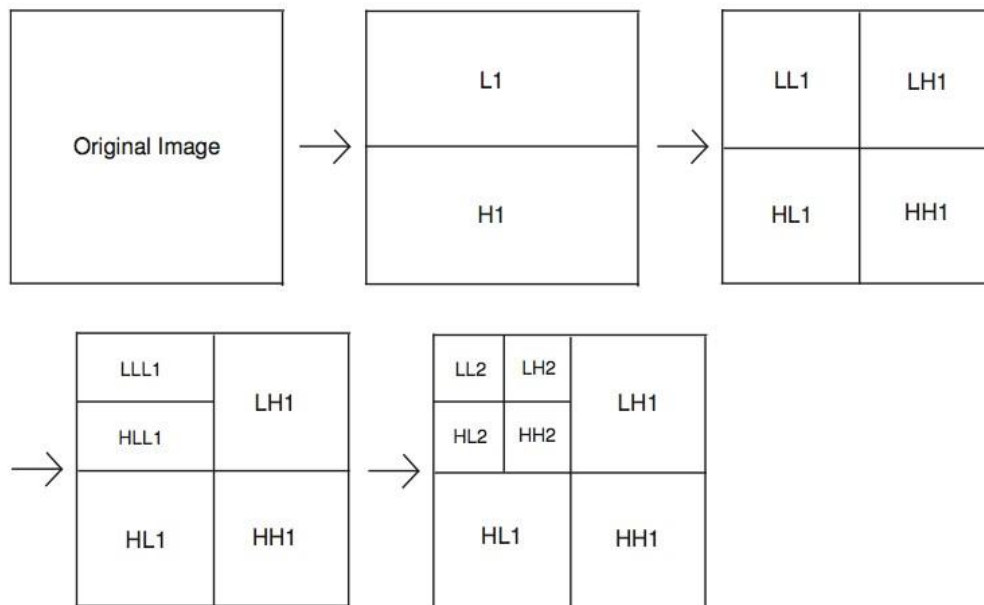 Original Image
L1
H1
LL1
LH1
HL1
HH1
LLL1
HLL1
LH1
HL1
HH1
LL2
LH2
HL2
HH2
LH1
HL1
HH1